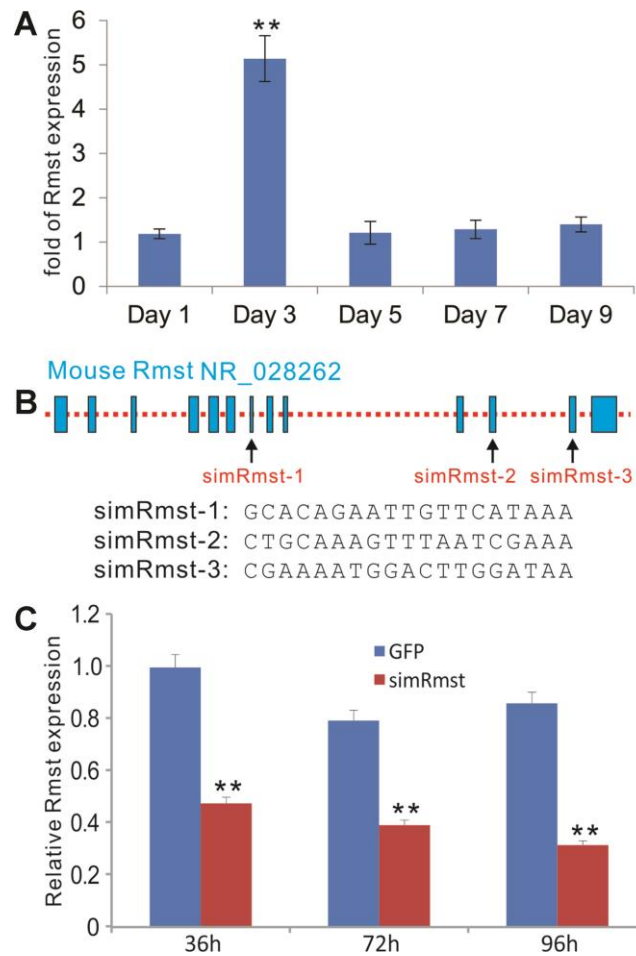 A
fold of Rmst expression
6
5
4
3
2
1
0
**
Day 1 Day 3 Day 5 Day 7 Day 9
Mouse Rmst NR_028262
B
simRmst-1 simRmst-2 simRmst-3
simRmst-1: GCACAGAATTGTTCATAAA
simRmst-2: CTGCAAAGTTTAATCGAAA
simRmst-3: CGAAAATGGACTTGGATAA
C
Relative Rmst expression
1.2
1.0
0.8
0.6
0.4
0.2
0
GFP
simRmst
** ** **
36h 72h 96h